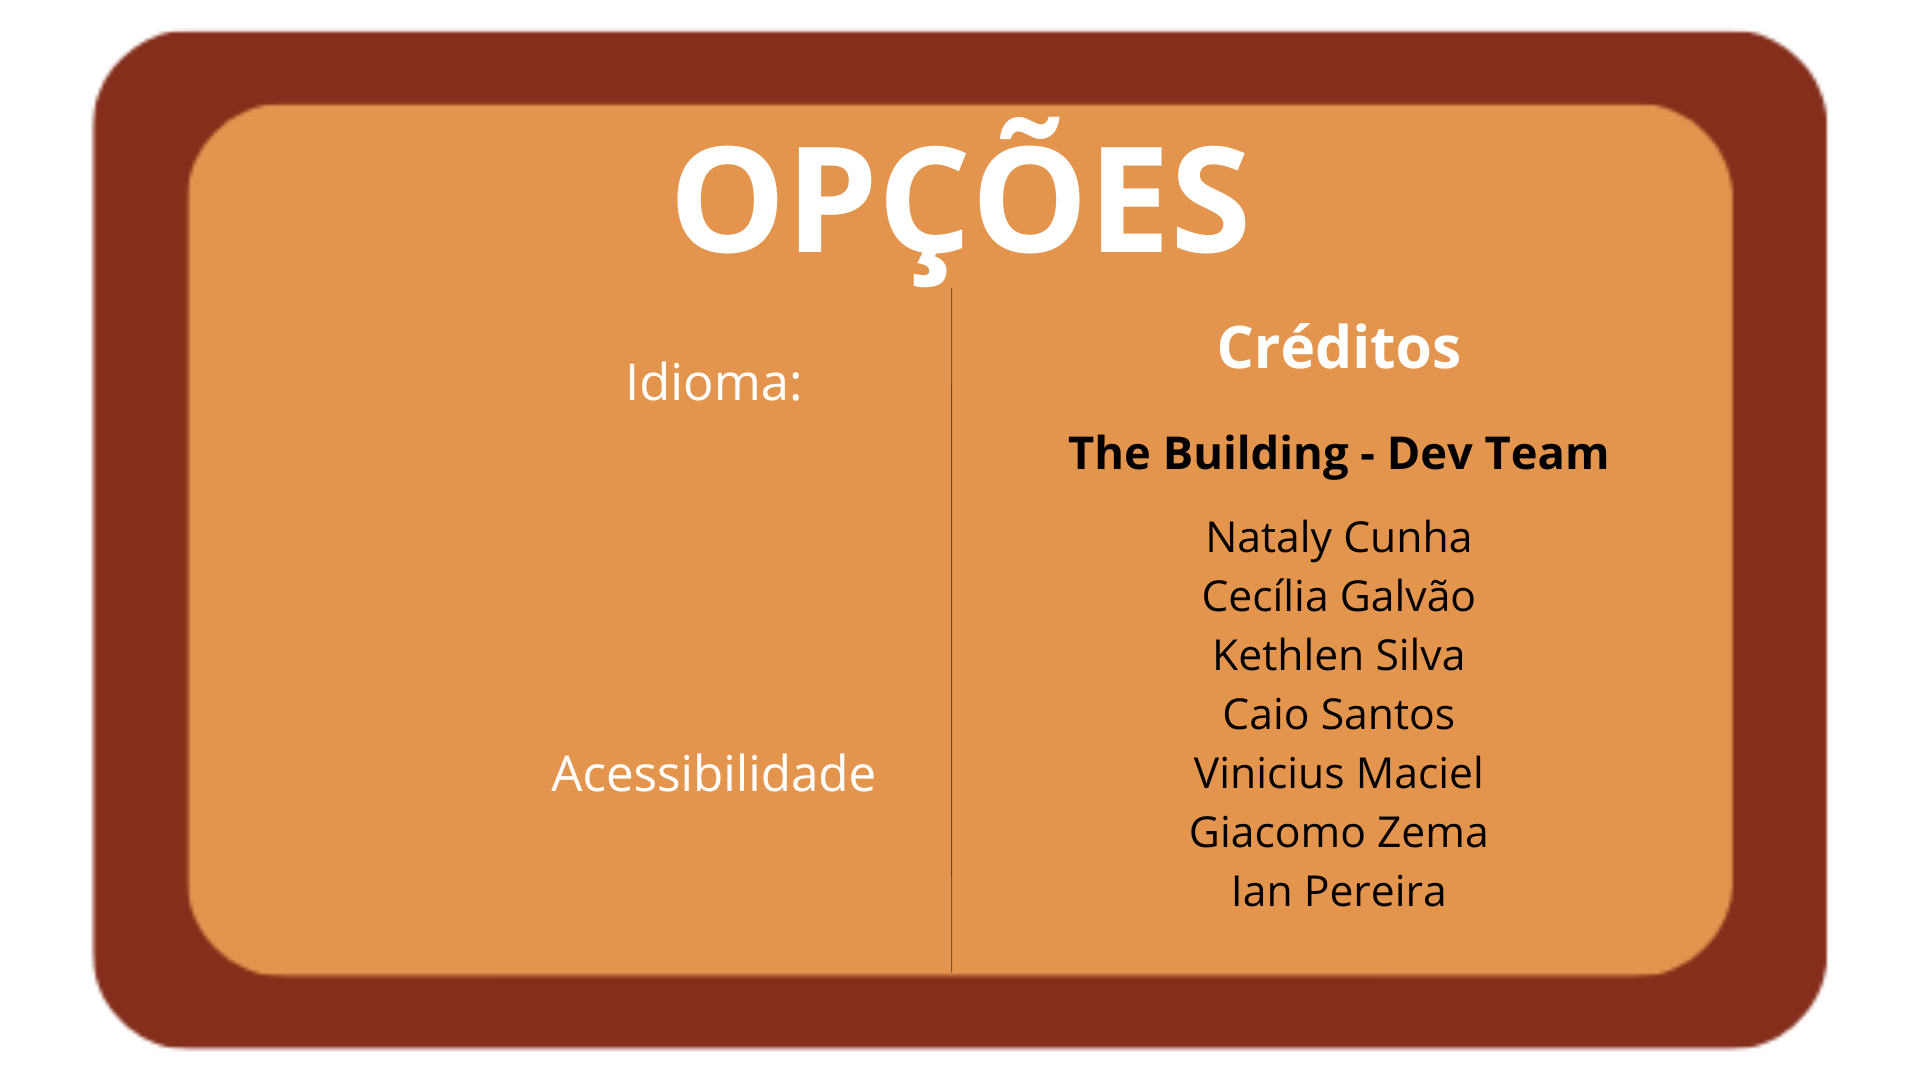 OPÇÕES
Idioma:
Acessibilidade
Créditos
The Building - Dev Team
Nataly Cunha
Cecília Galvão
Kethlen Silva
Caio Santos
Vinicius Maciel
Giacomo Zema
Ian Pereira